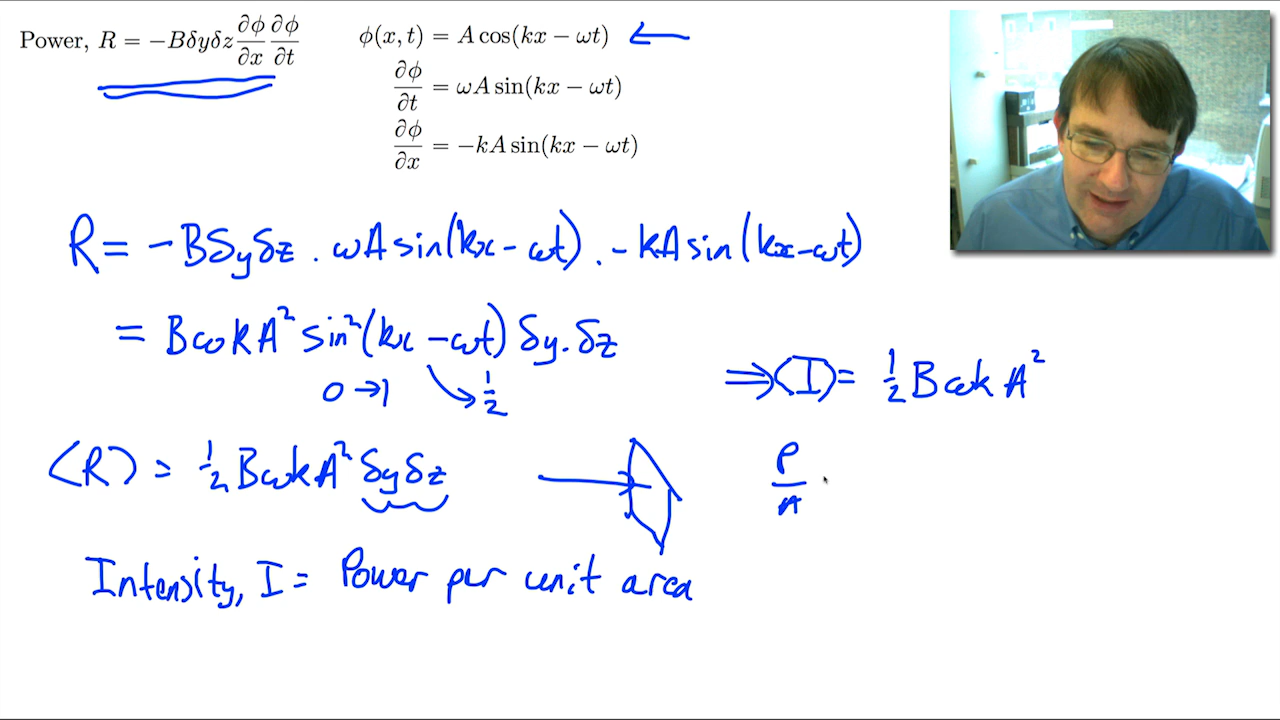 Power, R = −Bδyδz ∂φ/∂x ∂φ/∂t
φ(x, t) = A cos(kx − ωt)
∂φ/∂t = ωA sin(kx − ωt)
∂φ/∂x = −kA sin(kx − ωt)
R = − Bδyδz . ωA sin(kx − ωt) . − kA sin(kx−ωt)
= BωkA² sin²(kx − ωt) δy. δz
0 → 1
1/2
⇒ ⟨I⟩ = 1/2 BωkA²
⟨R⟩ = 1/2 BωkA² δyδz
P/A
Intensity, I = Power per unit area